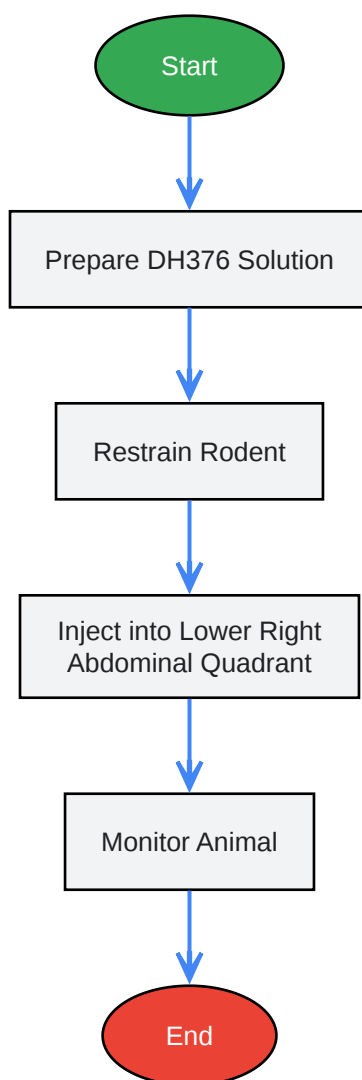 Start
Prepare DH376 Solution
Restrain Rodent
Inject into Lower Right
Abdominal Quadrant
Monitor Animal
End